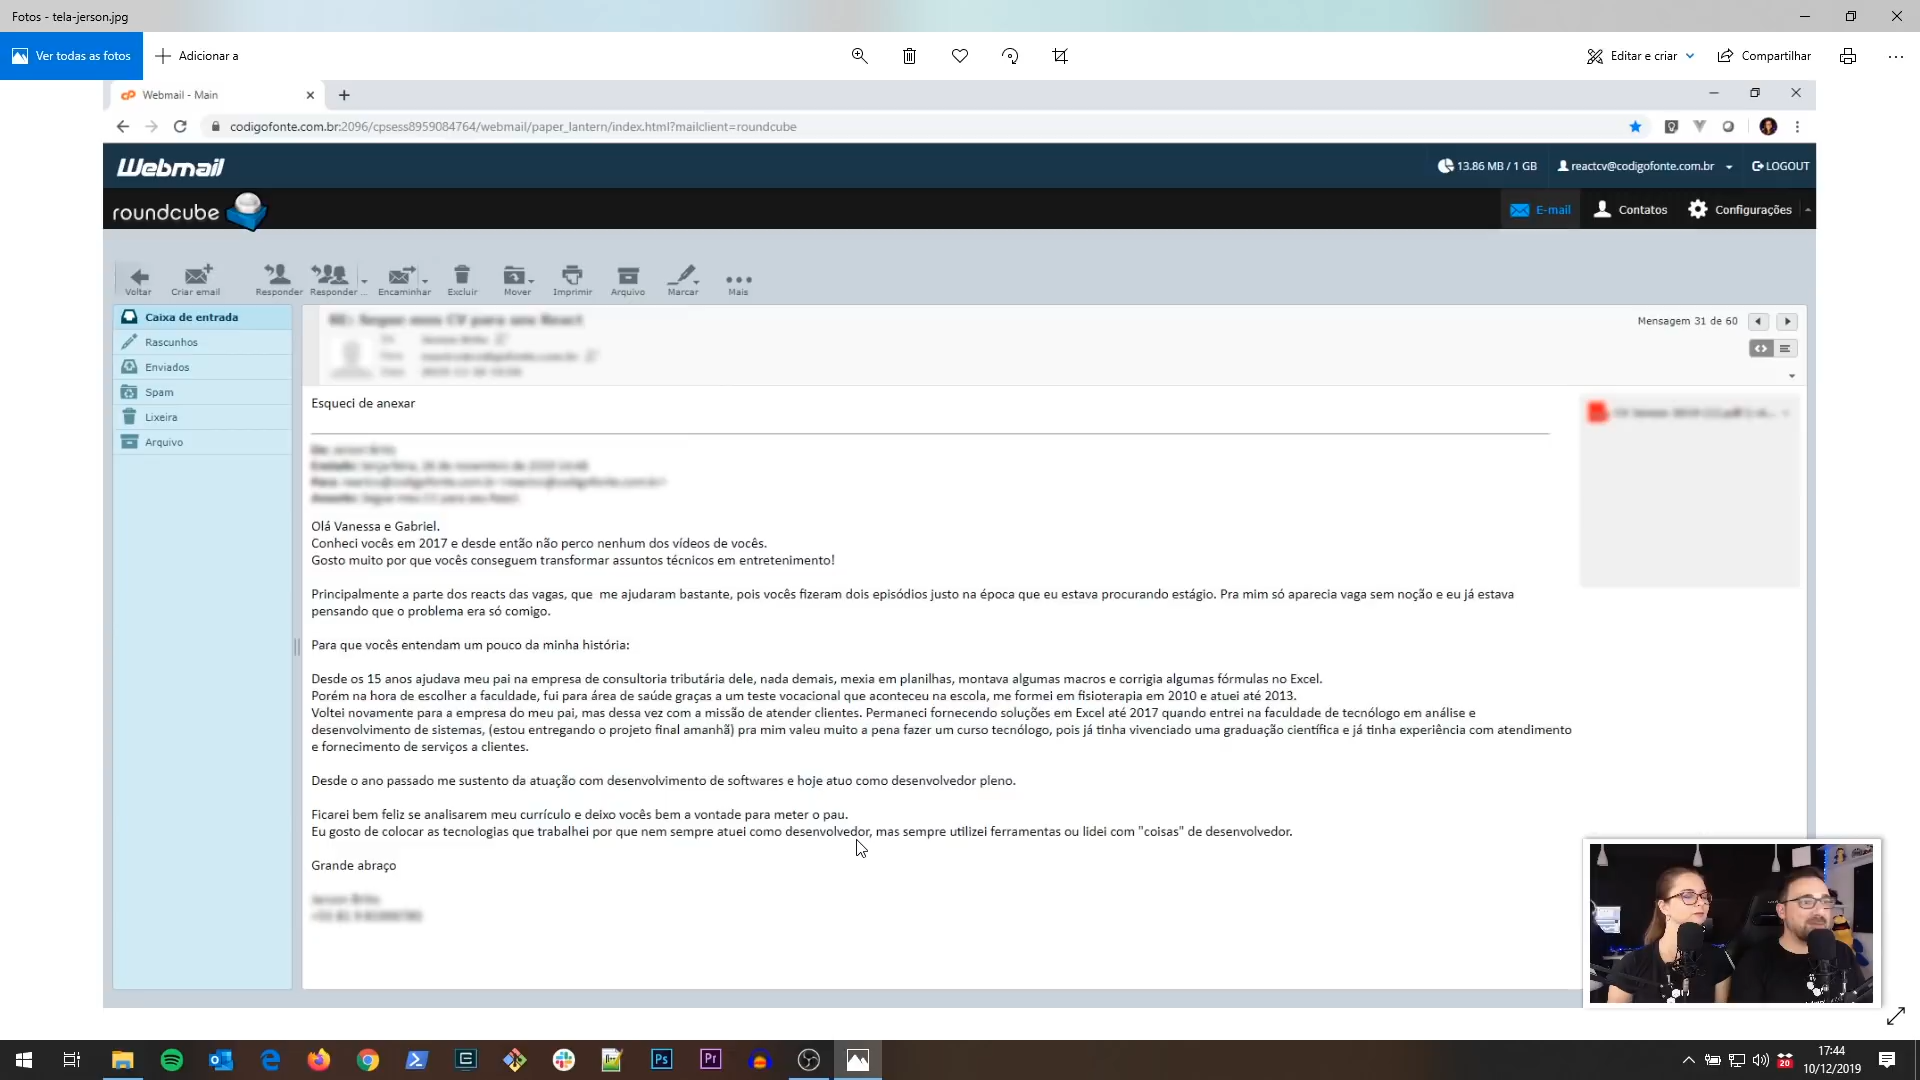 Fotos - tela-jerson.jpg
Ver todas as fotos
Adicionar a
Editar e criar
Compartilhar
Webmail - Main
codigofonte.com.br:2096/cpsess8959084764/webmail/paper_lantern/index.html?mailclient=roundcube
Webmail
13.86 MB / 1 GB
reactcv@codigofonte.com.br
LOGOUT
roundcube
E-mail
Contatos
Configurações
Voltar
Criar email
Responder
Responder ...
Encaminhar
Excluir
Mover
Imprimir
Arquivo
Marcar
Mais
Caixa de entrada
Rascunhos
Enviados
Spam
Lixeira
Arquivo
RE: Segue meu CV para seu React
Mensagem 31 de 60
Esqueci de anexar
Olá Vanessa e Gabriel.
Conheci vocês em 2017 e desde então não perco nenhum dos vídeos de vocês.
Gosto muito por que vocês conseguem transformar assuntos técnicos em entretenimento!
Principalmente a parte dos reacts das vagas, que  me ajudaram bastante, pois vocês fizeram dois episódios justo na época que eu estava procurando estágio. Pra mim só aparecia vaga sem noção e eu já estava
pensando que o problema era só comigo.
Para que vocês entendam um pouco da minha história:
Desde os 15 anos ajudava meu pai na empresa de consultoria tributária dele, nada demais, mexia em planilhas, montava algumas macros e corrigia algumas fórmulas no Excel.
Porém na hora de escolher a faculdade, fui para área de saúde graças a um teste vocacional que aconteceu na escola, me formei em fisioterapia em 2010 e atuei até 2013.
Voltei novamente para a empresa do meu pai, mas dessa vez com a missão de atender clientes. Permaneci fornecendo soluções em Excel até 2017 quando entrei na faculdade de tecnólogo em análise e
desenvolvimento de sistemas, (estou entregando o projeto final amanhã) pra mim valeu muito a pena fazer um curso tecnólogo, pois já tinha vivenciado uma graduação científica e já tinha experiência com atendimento
e fornecimento de serviços a clientes.
Desde o ano passado me sustento da atuação com desenvolvimento de softwares e hoje atuo como desenvolvedor pleno.
Ficarei bem feliz se analisarem meu currículo e deixo vocês bem a vontade para meter o pau.
Eu gosto de colocar as tecnologias que trabalhei por que nem sempre atuei como desenvolvedor, mas sempre utilizei ferramentas ou lidei com "coisas" de desenvolvedor.
Grande abraço
Ps
Pr
20
17:44
10/12/2019